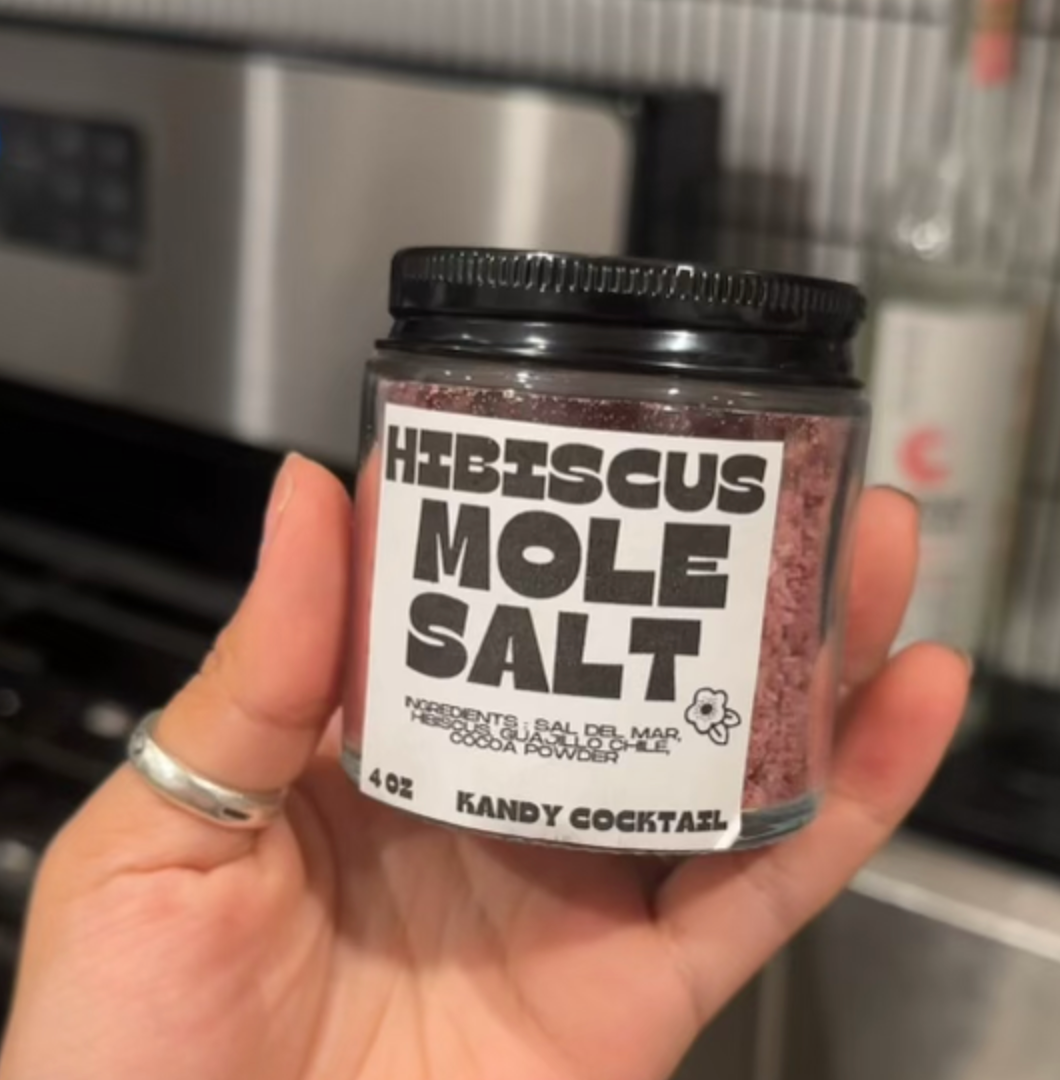 HIBISCUS
MOLE
SALT
INGREDIENTS : SAL DEL MAR,
HIBISCUS, GUAJILLO CHILE,
COCOA POWDER
4 OZ
KANDY COCKTAIL